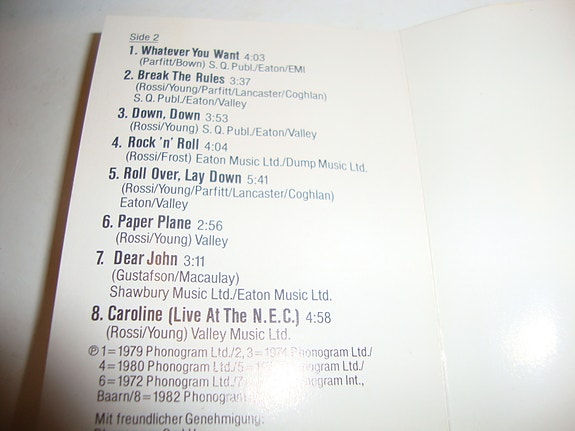 Side 2
1. Whatever You Want 4:03
(Parfitt/Bown) S. Q. Publ./Eaton/EMI
2. Break The Rules 3:37
(Rossi/Young/Parfitt/Lancaster/Coghlan)
S. Q. Publ./Eaton/Valley
3. Down, Down 3:53
(Rossi/Young) S. Q. Publ./Eaton/Valley
4. Rock 'n' Roll 4:04
(Rossi/Frost) Eaton Music Ltd./Dump Music Ltd.
5. Roll Over, Lay Down 5:41
(Rossi/Young/Parfitt/Lancaster/Coghlan)
Eaton/Valley
6. Paper Plane 2:56
(Rossi/Young) Valley
7. Dear John 3:11
(Gustafson/Macaulay)
Shawbury Music Ltd./Eaton Music Ltd.
8. Caroline (Live At The N.E.C.) 4:58
(Rossi/Young) Valley Music Ltd.
℗ 1=1979 Phonogram Ltd./2, 3=1974 Phonogram Ltd./
4=1980 Phonogram Ltd./5= Ltd./
6=1972 Phonogram Ltd./7 Int.,
Baarn/8=1982 Phonogram
Mit freundlicher Genehmigung: